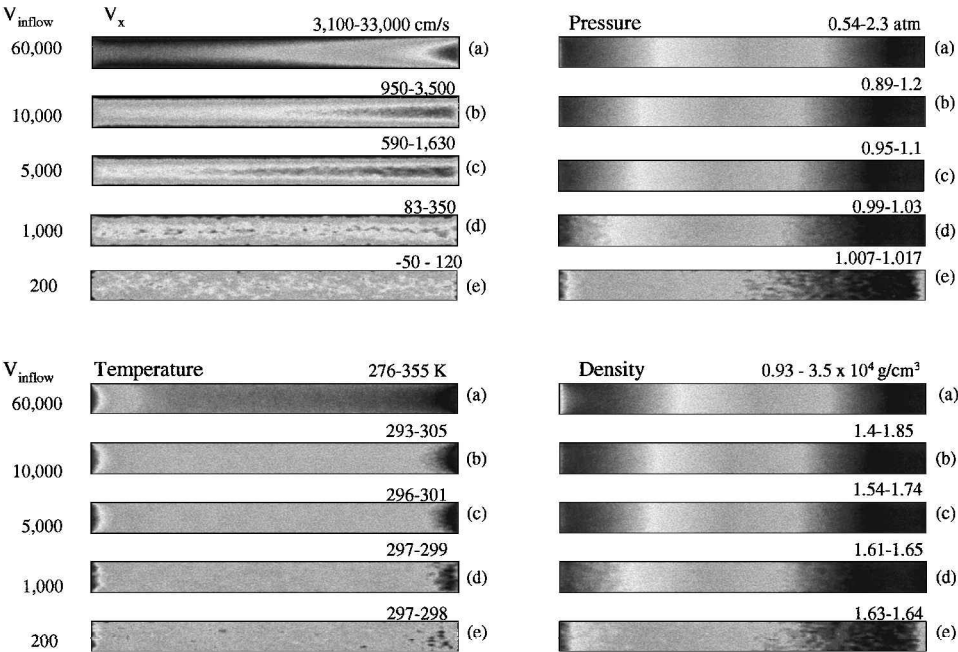 V_inflow V_x 3,100-33,000 cm/s
60,000 (a)
950-3,500
10,000 (b)
590-1,630
5,000 (c)
83-350
1,000 (d)
-50 - 120
200 (e)
Pressure 0.54-2.3 atm
(a)
0.89-1.2
(b)
0.95-1.1
(c)
0.99-1.03
(d)
1.007-1.017
(e)
V_inflow Temperature 276-355 K
60,000 (a)
293-305
10,000 (b)
296-301
5,000 (c)
297-299
1,000 (d)
297-298
200 (e)
Density 0.93 - 3.5 x 10⁴ g/cm³
(a)
1.4-1.85
(b)
1.54-1.74
(c)
1.61-1.65
(d)
1.63-1.64
(e)